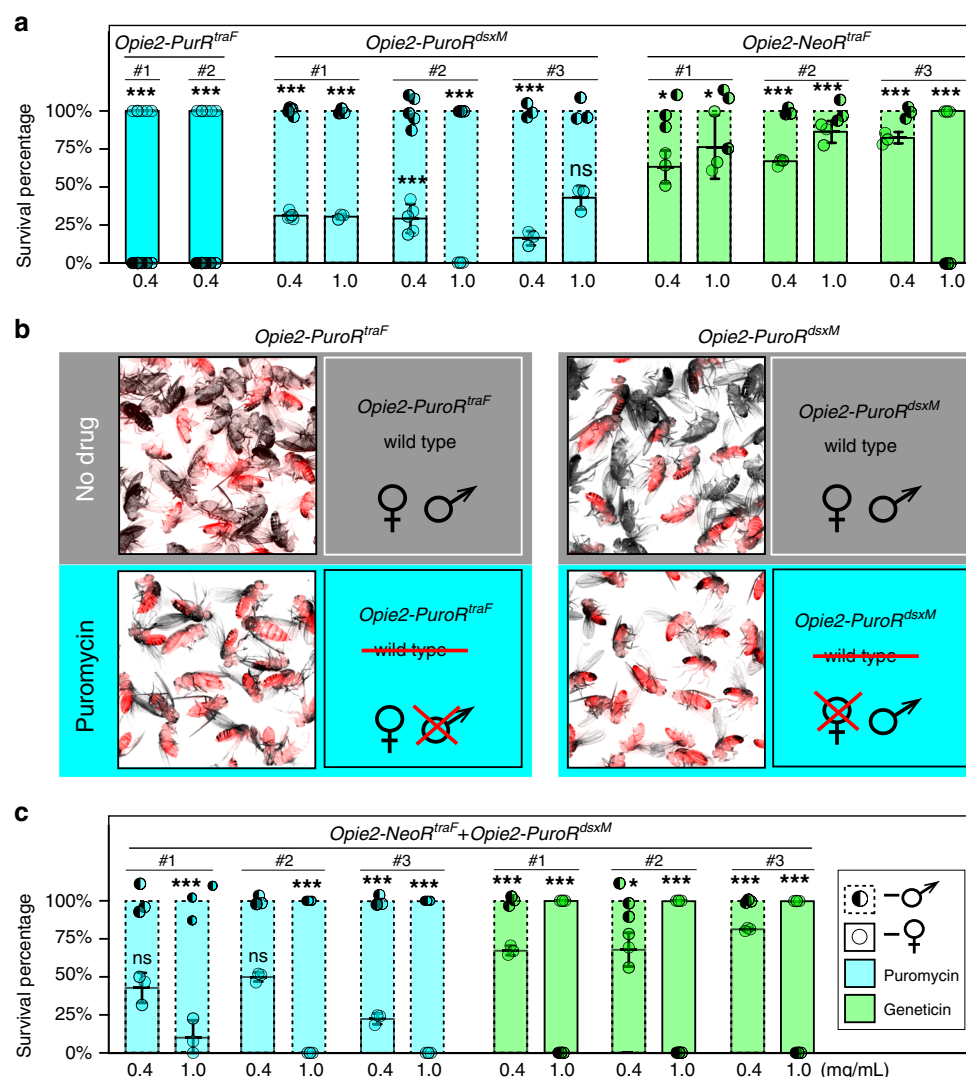 a
Opie2-PurR^traF Opie2-PuroR^dsxM Opie2-NeoR^traF
#1 #2 #1 #2 #3 #1 #2 #3
*** *** *** *** *** *** * * *** *** *** ***
*** ns
Survival percentage
100%
75%
50%
25%
0%
0.4 0.4 0.4 1.0 0.4 1.0 0.4 1.0 0.4 1.0 0.4 1.0 0.4 1.0
b
Opie2-PuroR^traF Opie2-PuroR^dsxM
No drug
Opie2-PuroR^traF
wild type
♀ ♂
Opie2-PuroR^dsxM
wild type
♀ ♂
Puromycin
Opie2-PuroR^traF
wild type
♀ ♂
Opie2-PuroR^dsxM
wild type
♀ ♂
c
Opie2-NeoR^traF+Opie2-PuroR^dsxM
#1 #2 #3 #1 #2 #3
*** *** *** *** *** *** * *** *** ***
ns ns
Survival percentage
100%
75%
50%
25%
0%
0.4 1.0 0.4 1.0 0.4 1.0 0.4 1.0 0.4 1.0 0.4 1.0 (mg/mL)
–♂
–♀
Puromycin
Geneticin